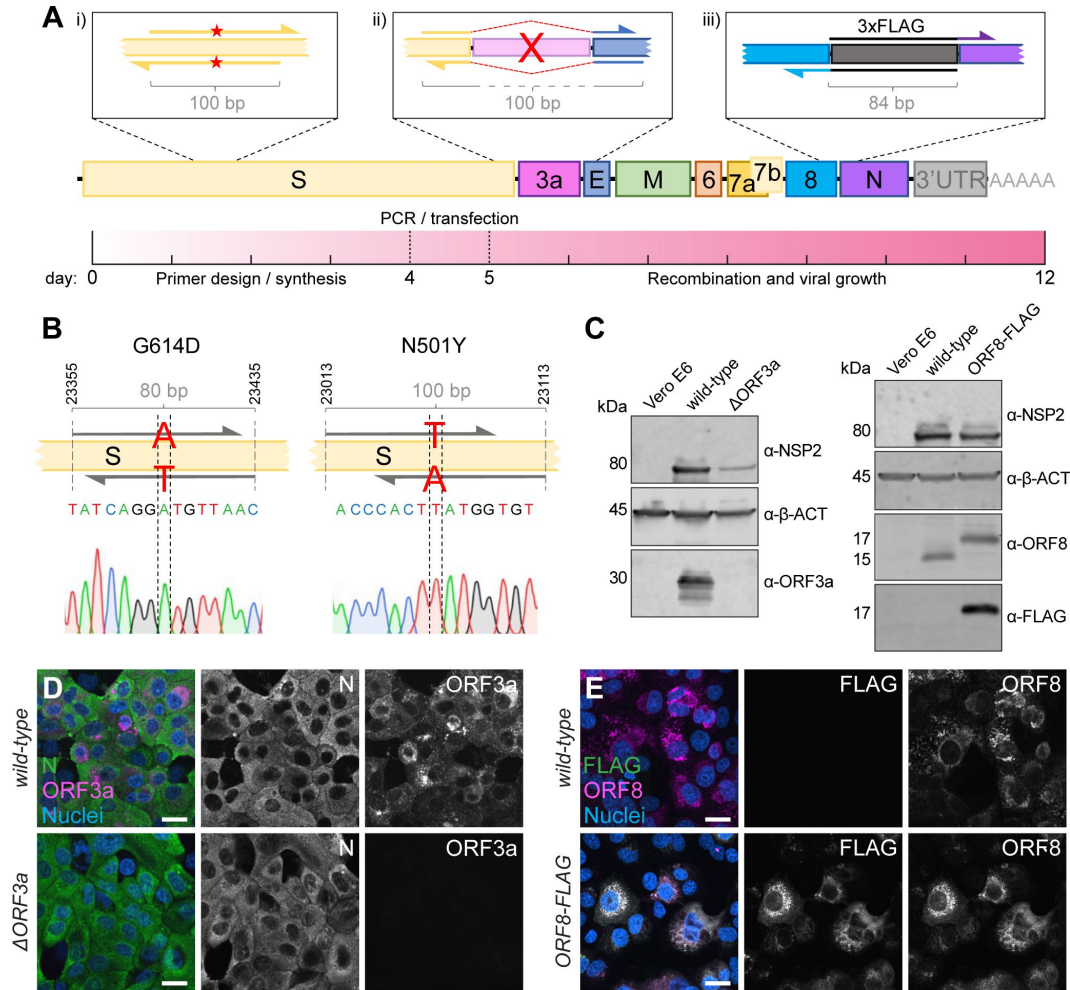 A
i)
ii)
iii)
3xFLAG
X
100 bp
100 bp
84 bp
S
3a
E
M
6
7a
7b
8
N
3'UTR
AAAAA
PCR / transfection
day:
0
Primer design / synthesis
4
5
Recombination and viral growth
12
B
G614D
N501Y
23355
80 bp
23435
23013
100 bp
23113
A
S
T
T
S
A
TATCAGGATGTTAAC
ACCCACTTATGGTGT
C
Vero E6
wild-type
ΔORF3a
kDa
80
α-NSP2
45
α-β-ACT
30
α-ORF3a
Vero E6
wild-type
ORF8-FLAG
kDa
80
α-NSP2
45
α-β-ACT
17
15
α-ORF8
17
α-FLAG
D
wild-type
N
ORF3a
Nuclei
N
ORF3a
ΔORF3a
N
ORF3a
E
wild-type
FLAG
ORF8
Nuclei
FLAG
ORF8
ORF8-FLAG
FLAG
ORF8